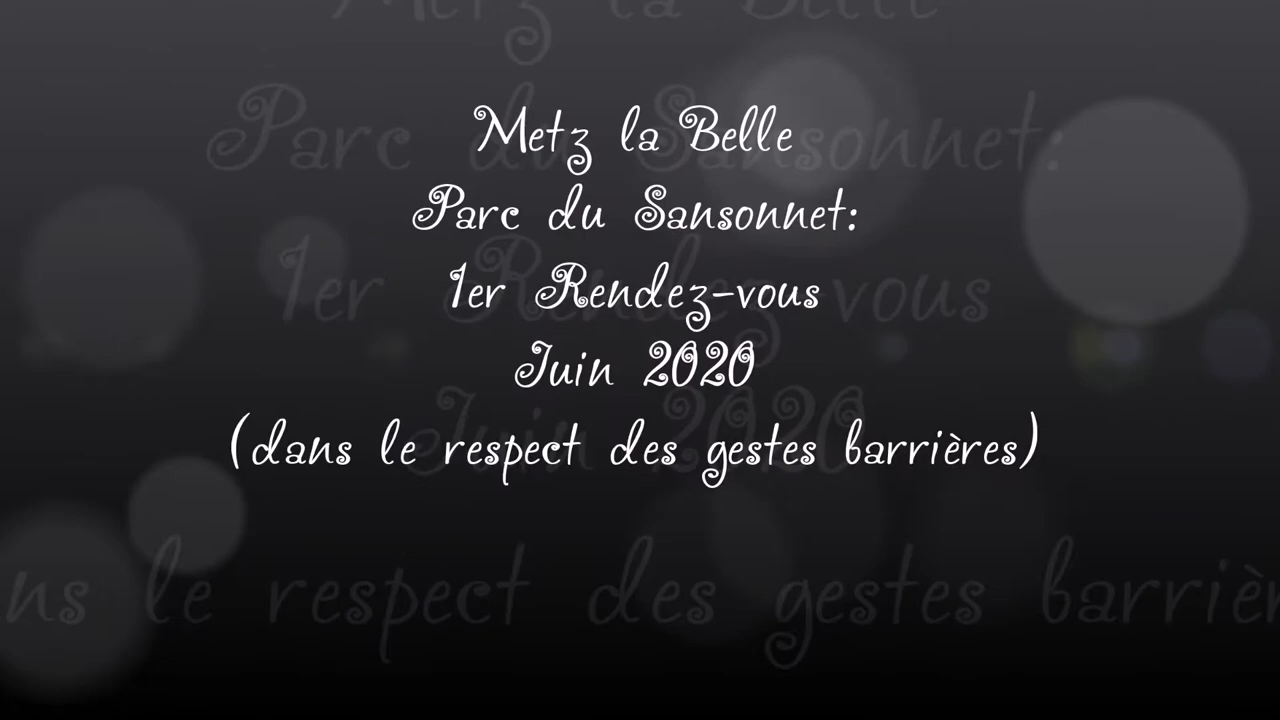 Metz la Belle
Parc du Sansonnet:
1er Rendez-vous
Juin 2020
(dans le respect des gestes barrières)